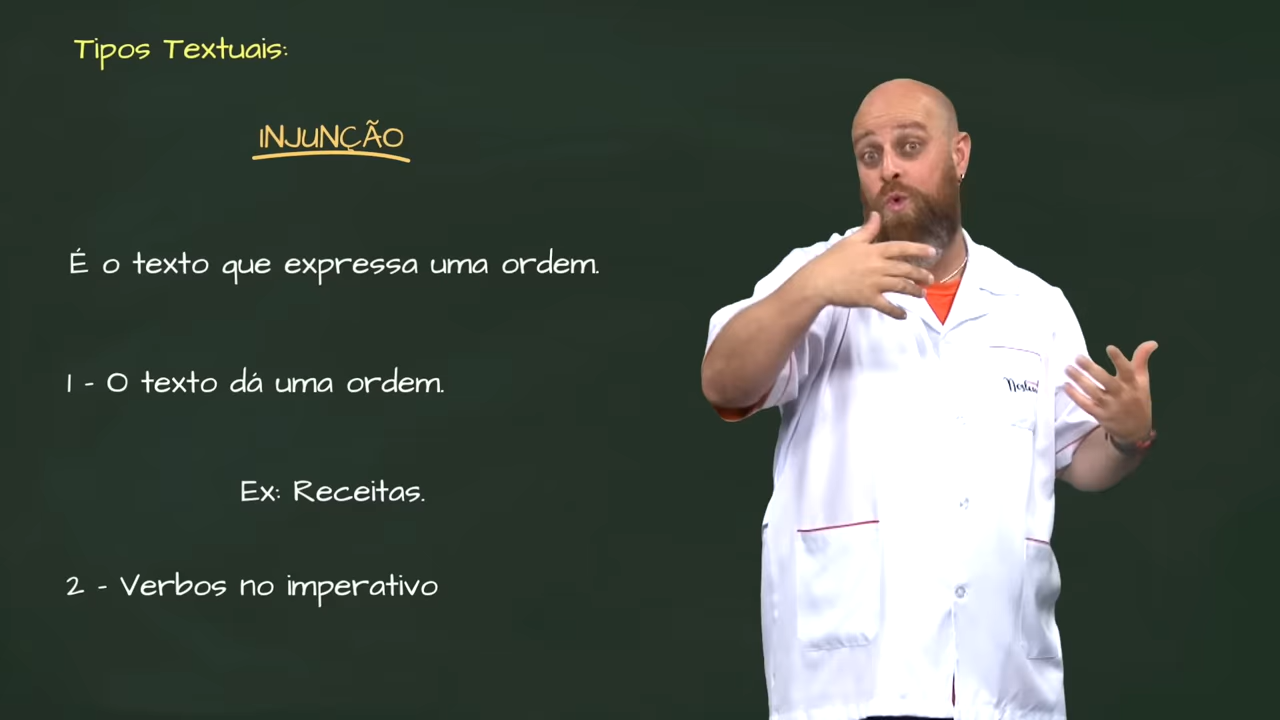 Tipos Textuais:
INJUNÇÃO
É o texto que expressa uma ordem.
1 - O texto dá uma ordem.
Ex: Receitas.
2 - Verbos no imperativo